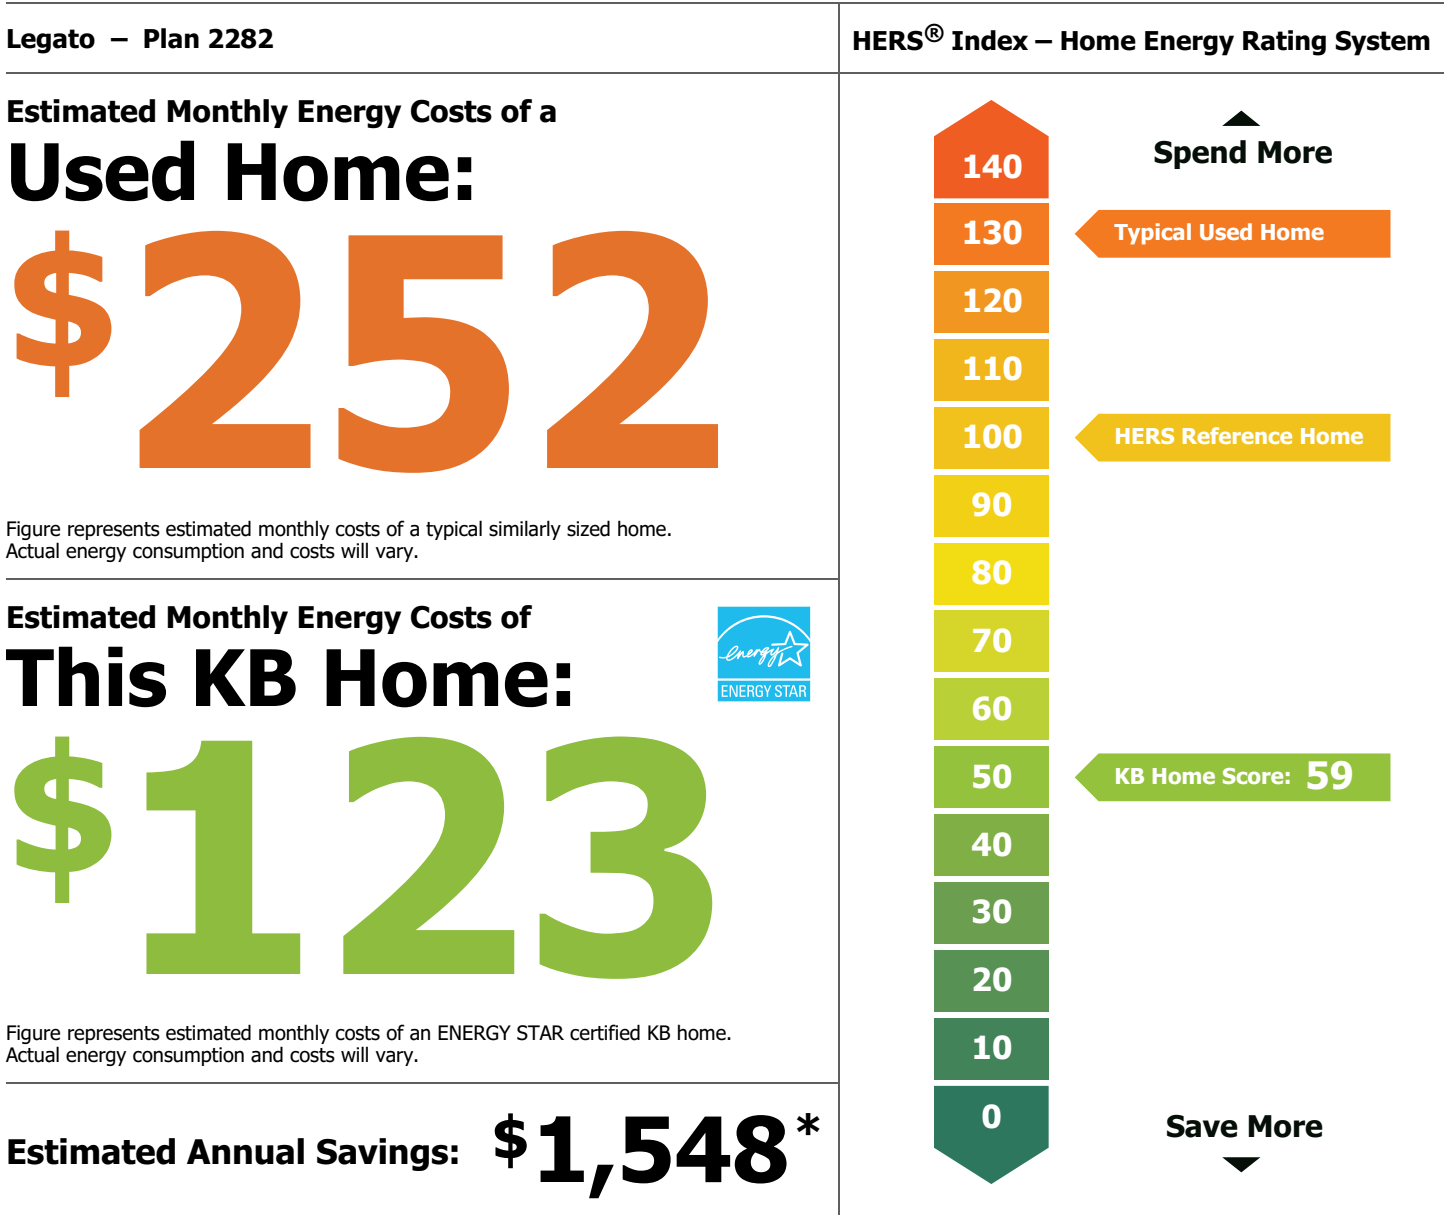 Legato – Plan 2282
Estimated Monthly Energy Costs of a
Used Home:
$252
Figure represents estimated monthly costs of a typical similarly sized home.
Actual energy consumption and costs will vary.
Estimated Monthly Energy Costs of
This KB Home:
energy
ENERGY STAR
$123
Figure represents estimated monthly costs of an ENERGY STAR certified KB home.
Actual energy consumption and costs will vary.
Estimated Annual Savings: $1,548*
HERS® Index – Home Energy Rating System
Spend More
140
130 Typical Used Home
120
110
100 HERS Reference Home
90
80
70
60
50 KB Home Score: 59
40
30
20
10
0
Save More